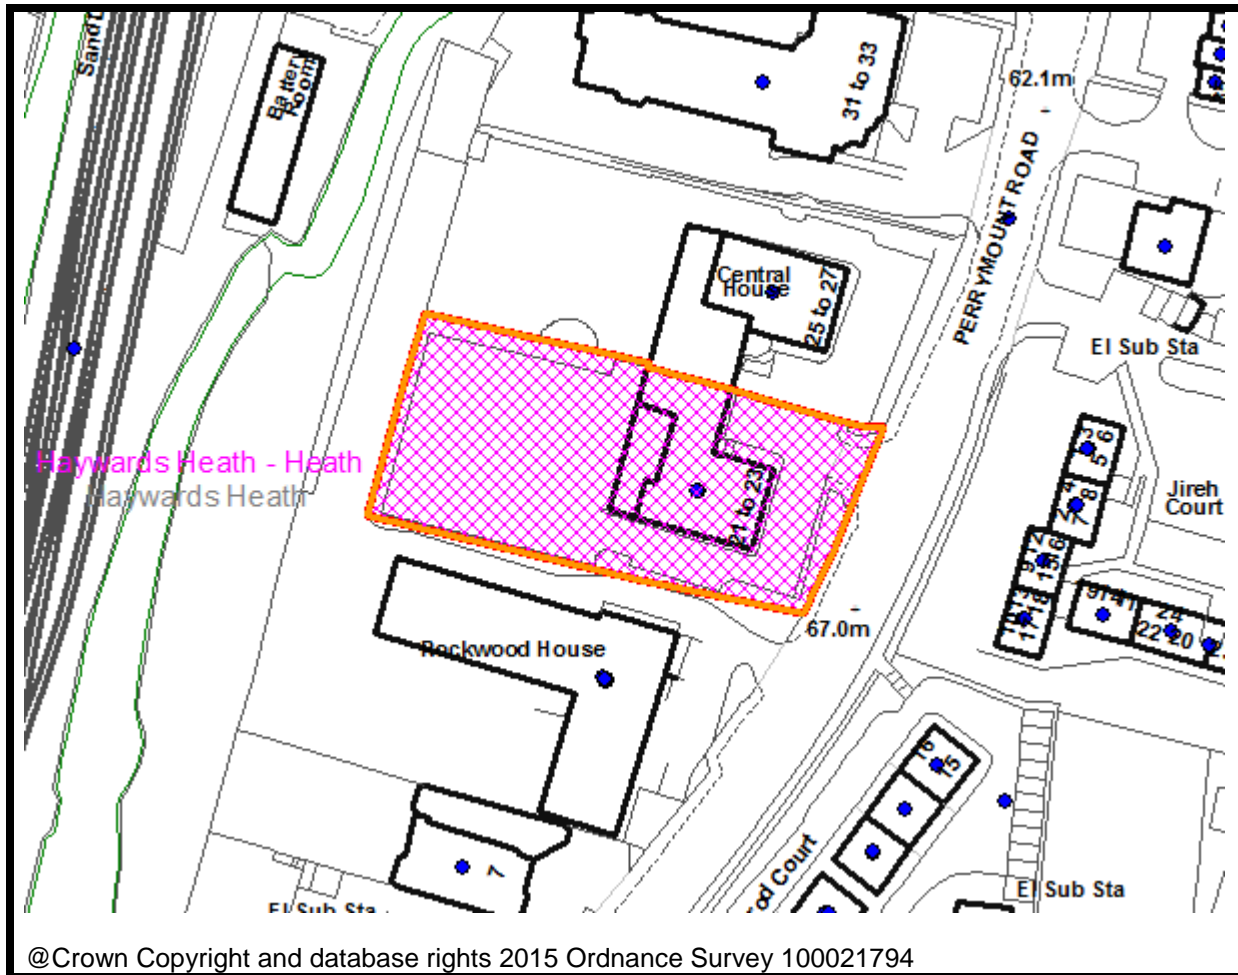 31 to 33
62.1m
Battery
Room
PERRYMOUNT ROAD
Central
House
25 to 27
El Sub Sta
Haywards Heath - Heath
Haywards Heath
21 to 23
Jireh
Court
67.0m
Rockwood House
7
16
15
El Sub Sta
El Sub Sta
@Crown Copyright and database rights 2015 Ordnance Survey 100021794